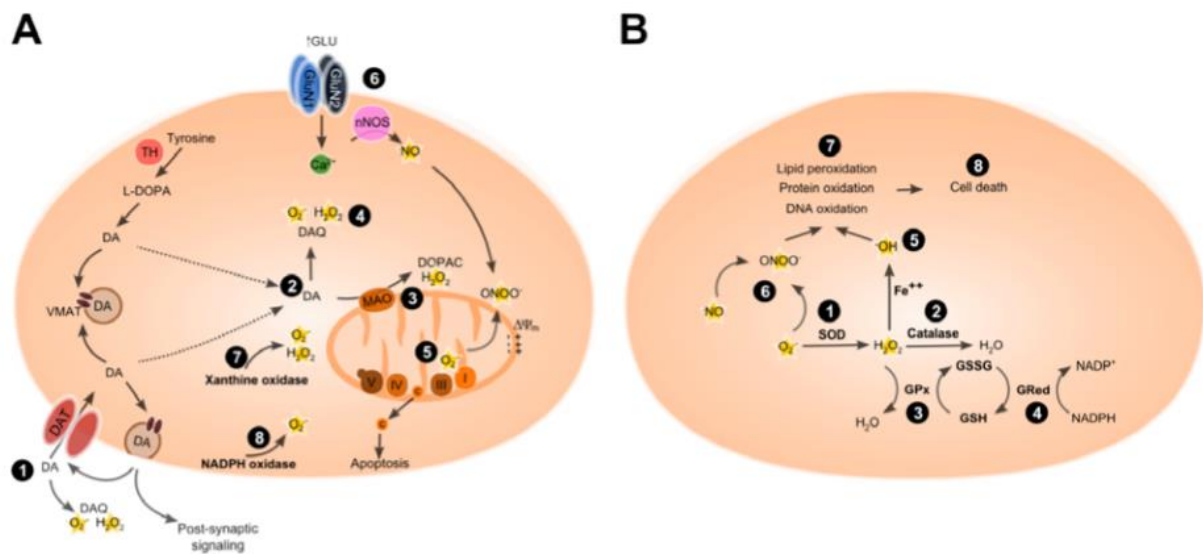 A
↑GLU
GluN1
GluN2
6
nNOS
NO
Ca²⁺
TH
Tyrosine
L-DOPA
DA
VMAT
DA
DA
DAT
1
DA
DA
DAQ
O₂⁻ H₂O₂
Post-synaptic
signaling
O₂⁻ H₂O₂
4
DAQ
2
DA
MAO
3
DOPAC
H₂O₂
ONOO⁻
ΔΨm
- +
- +
- +
5
O₂⁻
V
IV
c
III
I
c
Apoptosis
7
O₂⁻
H₂O₂
Xanthine oxidase
8
O₂⁻
NADPH oxidase
B
7
Lipid peroxidation
Protein oxidation
DNA oxidation
8
Cell death
ONOO⁻
OH
5
6
NO
Fe⁺⁺
1
SOD
2
Catalase
O₂⁻
H₂O₂
H₂O
GSSG
NADP⁺
GPx
GRed
3
4
H₂O
GSH
NADPH